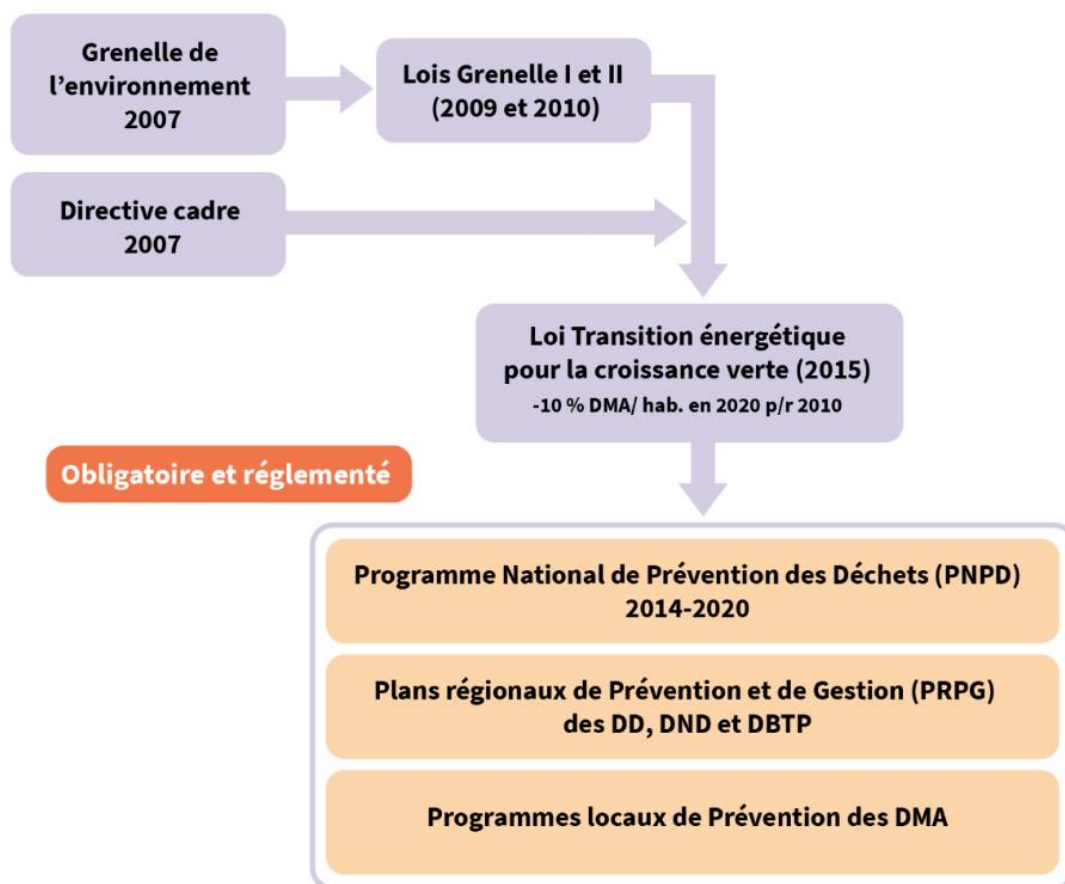 Grenelle de
l’environnement
2007
Lois Grenelle I et II
(2009 et 2010)
Directive cadre
2007
Loi Transition énergétique
pour la croissance verte (2015)
-10 % DMA/ hab. en 2020 p/r 2010
Obligatoire et réglementé
Programme National de Prévention des Déchets (PNPD)
2014-2020
Plans régionaux de Prévention et de Gestion (PRPG)
des DD, DND et DBTP
Programmes locaux de Prévention des DMA